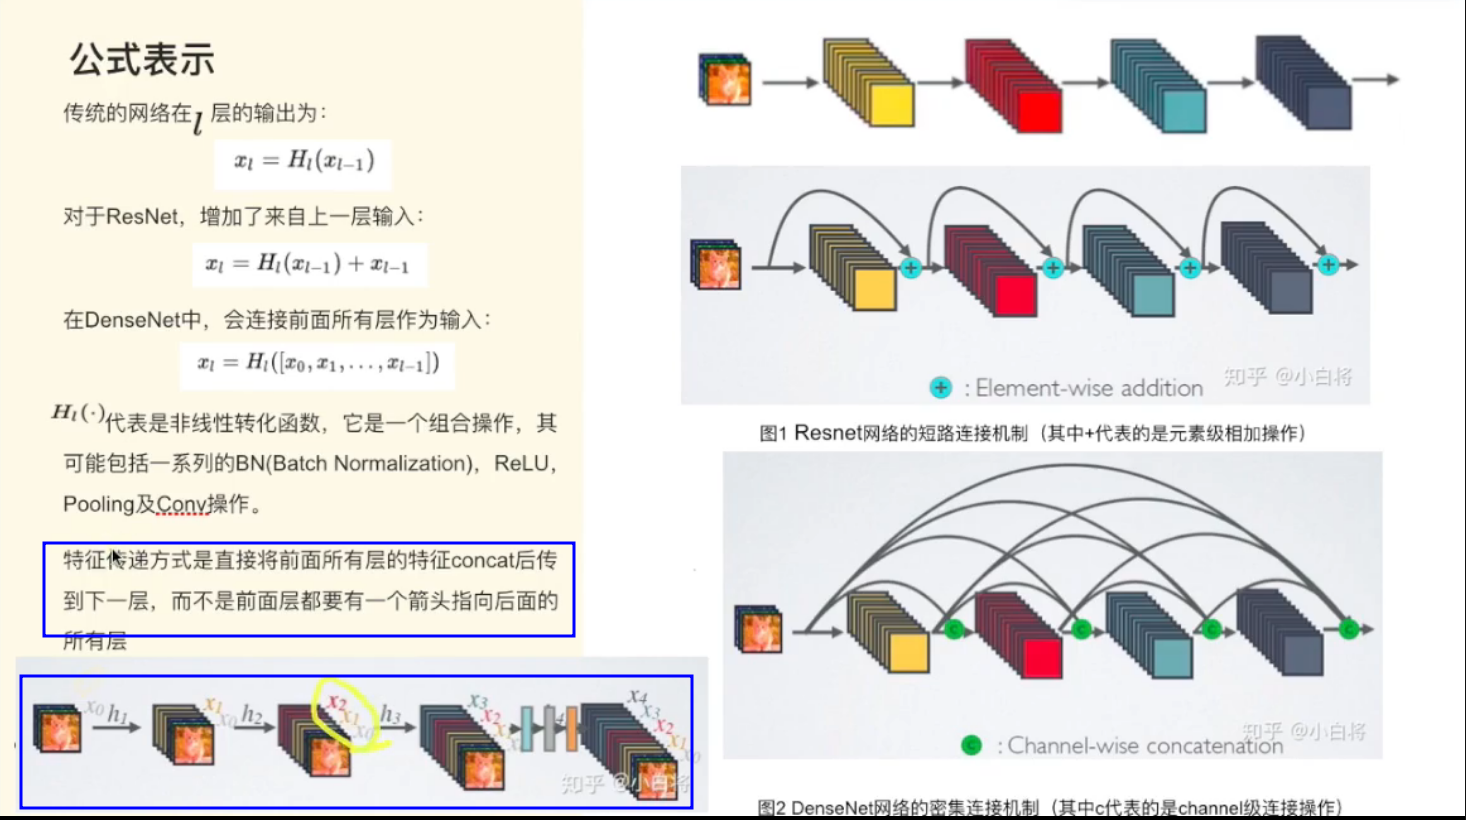 公式表示
传统的网络在 l 层的输出为：
x_l = H_l(x_{l-1})
对于ResNet，增加了来自上一层输入：
x_l = H_l(x_{l-1}) + x_{l-1}
在DenseNet中，会连接前面所有层作为输入：
x_l = H_l([x_0, x_1, ..., x_{l-1}])
H_l(·)代表是非线性转化函数，它是一个组合操作，其
可能包括一系列的BN(Batch Normalization)，ReLU，
Pooling及Conv操作。
特征传递方式是直接将前面所有层的特征concat后传
到下一层，而不是前面层都要有一个箭头指向后面的
所有层
x_0 h_1 x_1 x_0 h_2 x_2 x_1 x_0 h_3 x_3 x_2 x_1 x_4 x_3 x_2 x_1 x_0
知乎 @小白将
+ : Element-wise addition
知乎 @小白将
图1 Resnet网络的短路连接机制（其中+代表的是元素级相加操作）
C C C C
知乎 @小白将
C : Channel-wise concatenation
图2 DenseNet网络的密集连接机制（其中c代表的是channel级连接操作）